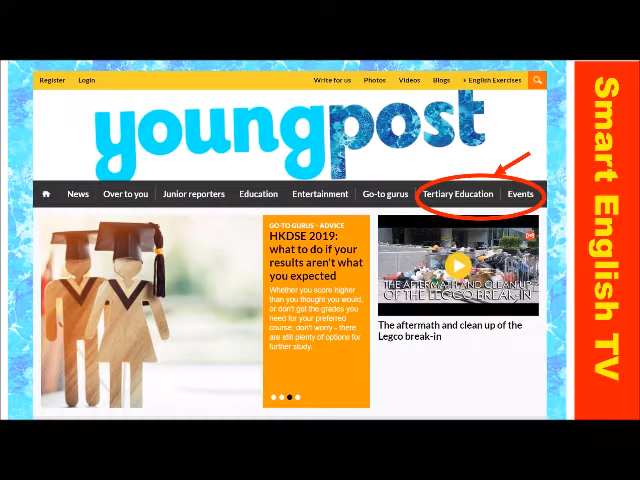 Register Login Write for us Photos Videos Blogs + English Exercises
youngpost
News Over to you Junior reporters Education Entertainment Go-to gurus Tertiary Education Events
GO-TO GURUS - ADVICE
HKDSE 2019:
what to do if your
results aren't what
you expected
Whether you score higher
than you thought you would,
or don't get the grades you
need for your preferred
course, don't worry - there
are still plenty of options for
further study.
THE AFTERMATH AND CLEAN UP
OF THE LEGCO BREAK-IN
The aftermath and clean up of the
Legco break-in
Smart English TV